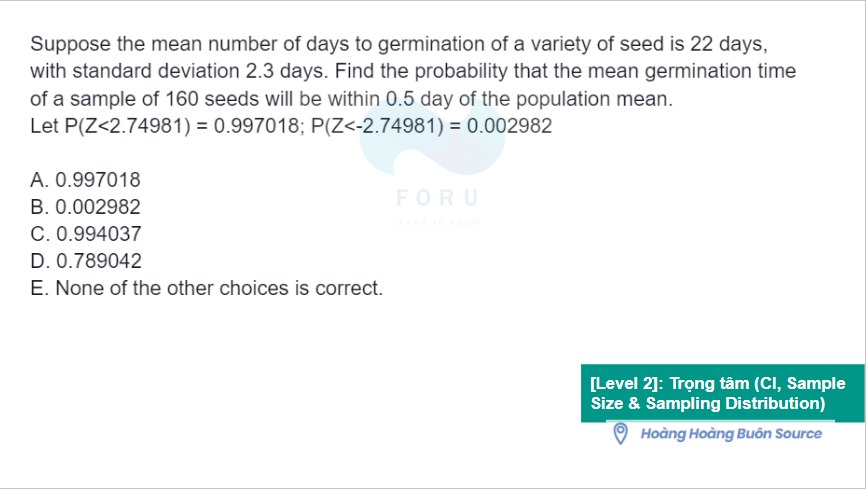 Suppose the mean number of days to germination of a variety of seed is 22 days,
with standard deviation 2.3 days. Find the probability that the mean germination time
of a sample of 160 seeds will be within 0.5 day of the population mean.
Let P(Z<2.74981) = 0.997018; P(Z<-2.74981) = 0.002982
A. 0.997018
B. 0.002982
FORU
C. 0.994037
D. 0.789042
E. None of the other choices is correct.
[Level 2]: Trọng tâm (CI, Sample
Size & Sampling Distribution)
Hoàng Hoàng Buôn Source